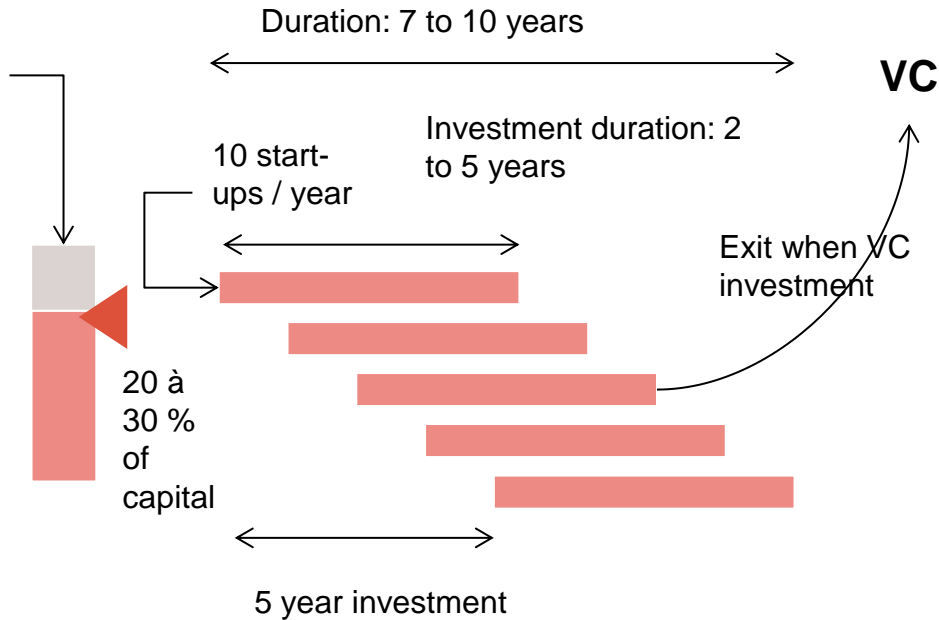 Duration: 7 to 10 years
VC
Investment duration: 2
to 5 years
10 start-
ups / year
Exit when VC
investment
20 à
30 %
of
capital
5 year investment